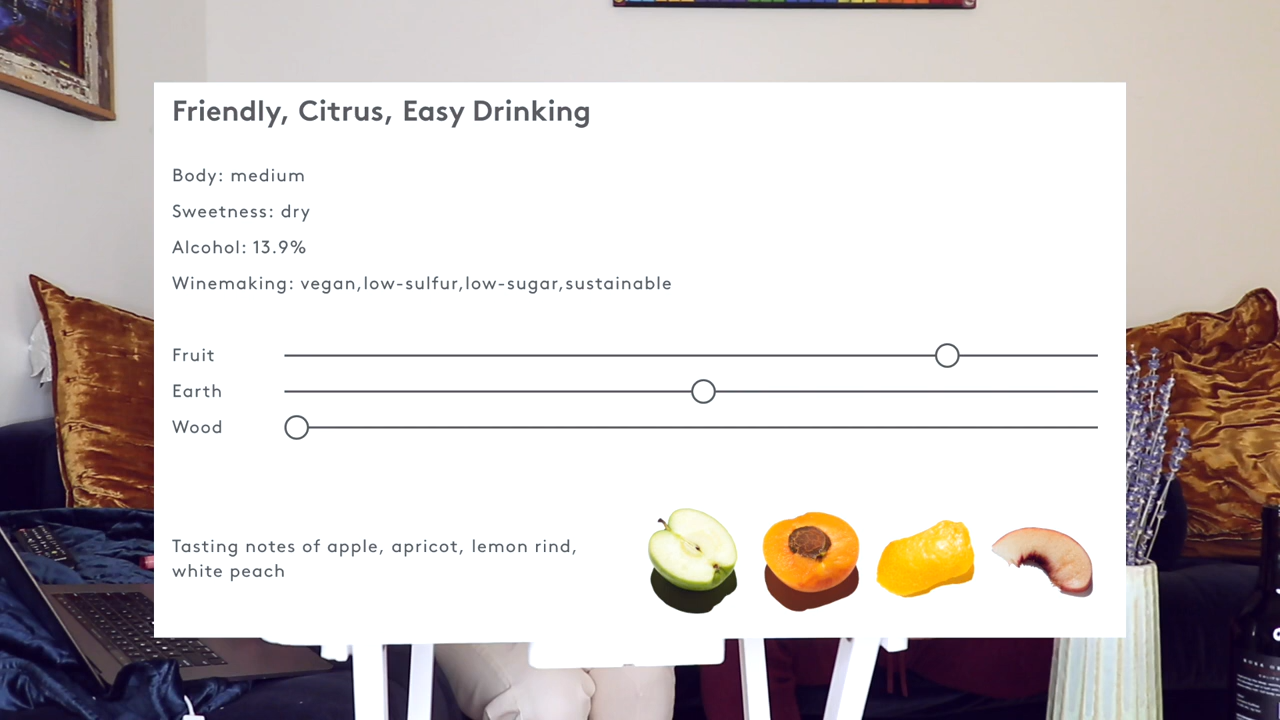 Friendly, Citrus, Easy Drinking
Body: medium
Sweetness: dry
Alcohol: 13.9%
Winemaking: vegan,low-sulfur,low-sugar,sustainable
Fruit
Earth
Wood
Tasting notes of apple, apricot, lemon rind,
white peach